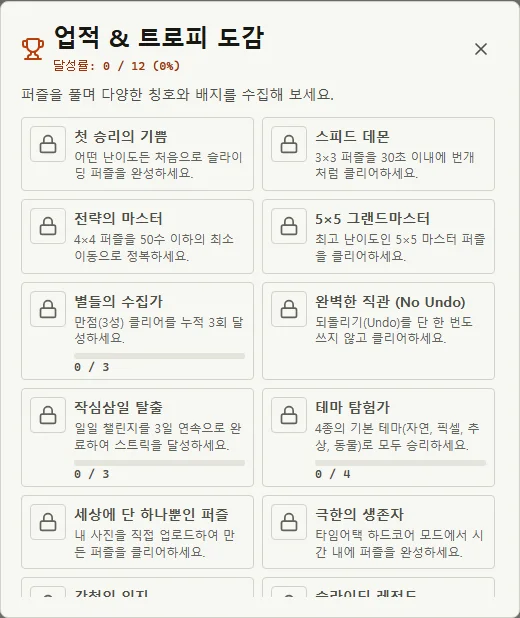 업적 & 트로피 도감
달성률: 0 / 12 (0%)
퍼즐을 풀며 다양한 칭호와 배지를 수집해 보세요.
첫 승리의 기쁨
어떤 난이도든 처음으로 슬라이
딩 퍼즐을 완성하세요.
스피드 데몬
3×3 퍼즐을 30초 이내에 번개
처럼 클리어하세요.
전략의 마스터
4×4 퍼즐을 50수 이하의 최소
이동으로 정복하세요.
5×5 그랜드마스터
최고 난이도인 5×5 마스터 퍼즐
을 클리어하세요.
별들의 수집가
만점(3성) 클리어를 누적 3회 달
성하세요.
0 / 3
완벽한 직관 (No Undo)
되돌리기(Undo)를 단 한 번도
쓰지 않고 클리어하세요.
작심삼일 탈출
일일 챌린지를 3일 연속으로 완
료하여 스트릭을 달성하세요.
0 / 3
테마 탐험가
4종의 기본 테마(자연, 픽셀, 추
상, 동물)로 모두 승리하세요.
0 / 4
세상에 단 하나뿐인 퍼즐
내 사진을 직접 업로드하여 만
든 퍼즐을 클리어하세요.
극한의 생존자
타임어택 하드코어 모드에서 시
간 내에 퍼즐을 완성하세요.